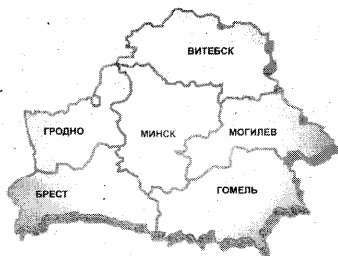 ВИТЕБСК
ГРОДНО
МИНСК
МОГИЛЕВ
БРЕСТ
ГОМЕЛЬ